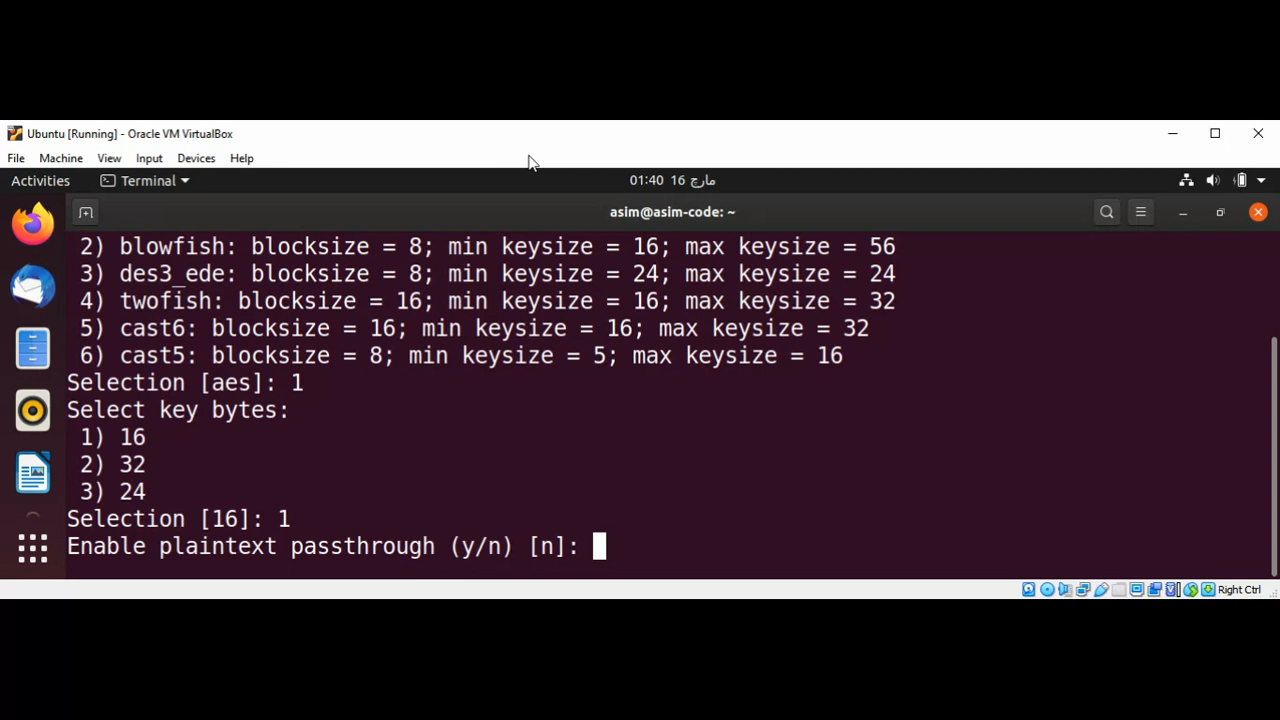 Ubuntu [Running] - Oracle VM VirtualBox
File Machine View Input Devices Help
Activities Terminal 01:40 16 مارچ
asim@asim-code: ~
2) blowfish: blocksize = 8; min keysize = 16; max keysize = 56
3) des3_ede: blocksize = 8; min keysize = 24; max keysize = 24
4) twofish: blocksize = 16; min keysize = 16; max keysize = 32
5) cast6: blocksize = 16; min keysize = 16; max keysize = 32
6) cast5: blocksize = 8; min keysize = 5; max keysize = 16
Selection [aes]: 1
Select key bytes:
1) 16
2) 32
3) 24
Selection [16]: 1
Enable plaintext passthrough (y/n) [n]:
Right Ctrl